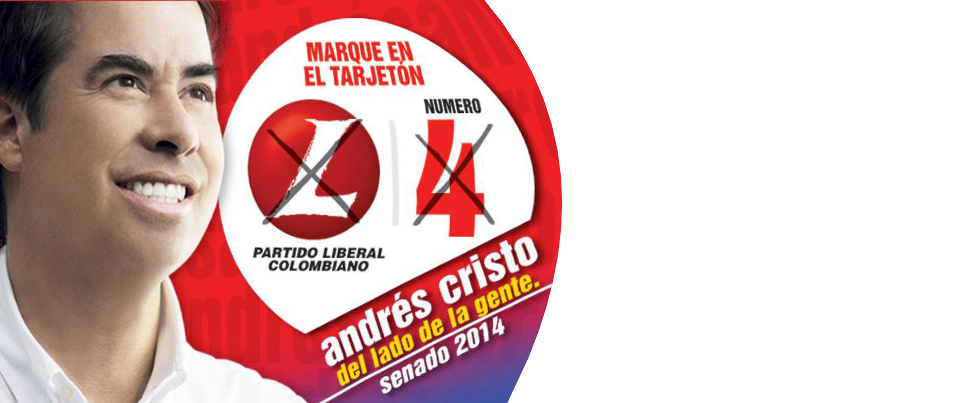 MARQUE EN
EL TARJETÓN
NUMERO
L
4
PARTIDO LIBERAL
COLOMBIANO
andrés cristo
del lado de la gente.
senado 2014